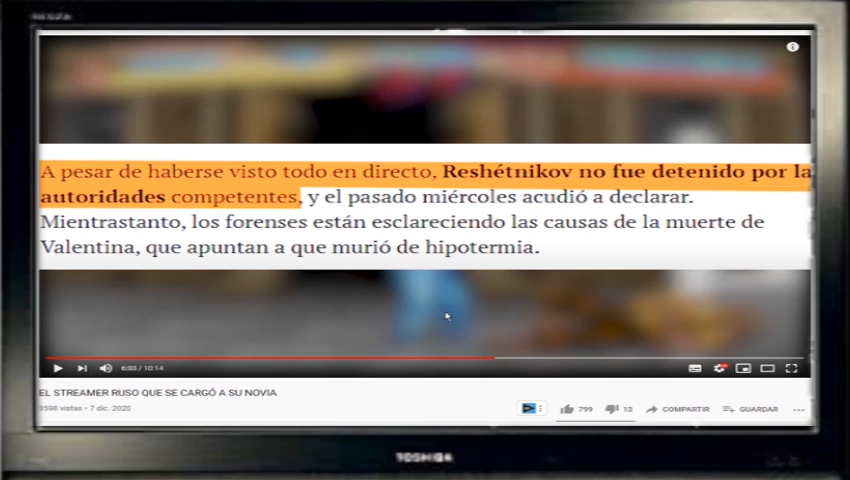 A pesar de haberse visto todo en directo, Reshétnikov no fue detenido por la
autoridades competentes, y el pasado miércoles acudió a declarar.
Mientrastanto, los forenses están esclareciendo las causas de la muerte de
Valentina, que apuntan a que murió de hipotermia.
6:03 / 10:14
EL STREAMER RUSO QUE SE CARGÓ A SU NOVIA
3598 vistas • 7 dic. 2020
799
13
COMPARTIR
GUARDAR
TOSHIBA